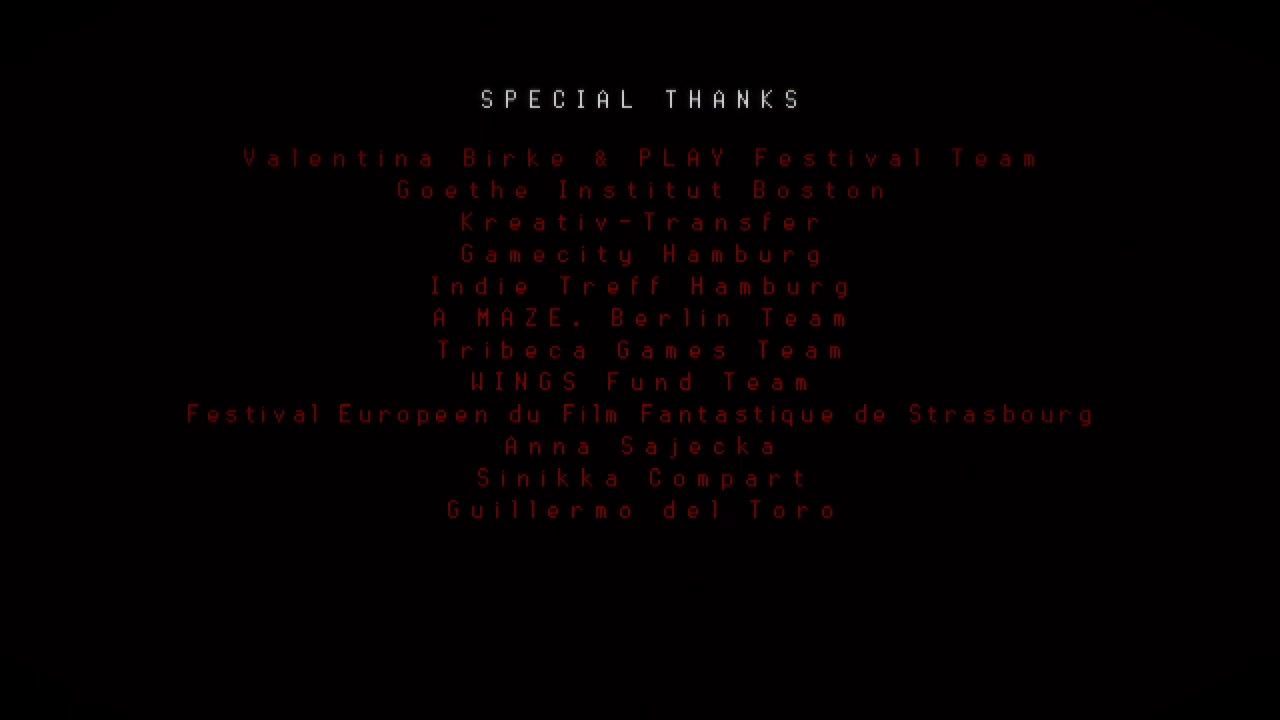 SPECIAL THANKS
Valentina Birke & PLAY Festival Team
Goethe Institut Boston
Kreativ-Transfer
Gamecity Hamburg
Indie Treff Hamburg
A MAZE. Berlin Team
Tribeca Games Team
WINGS Fund Team
Festival Europeen du Film Fantastique de Strasbourg
Anna Sajecka
Sinikka Compart
Guillermo del Toro